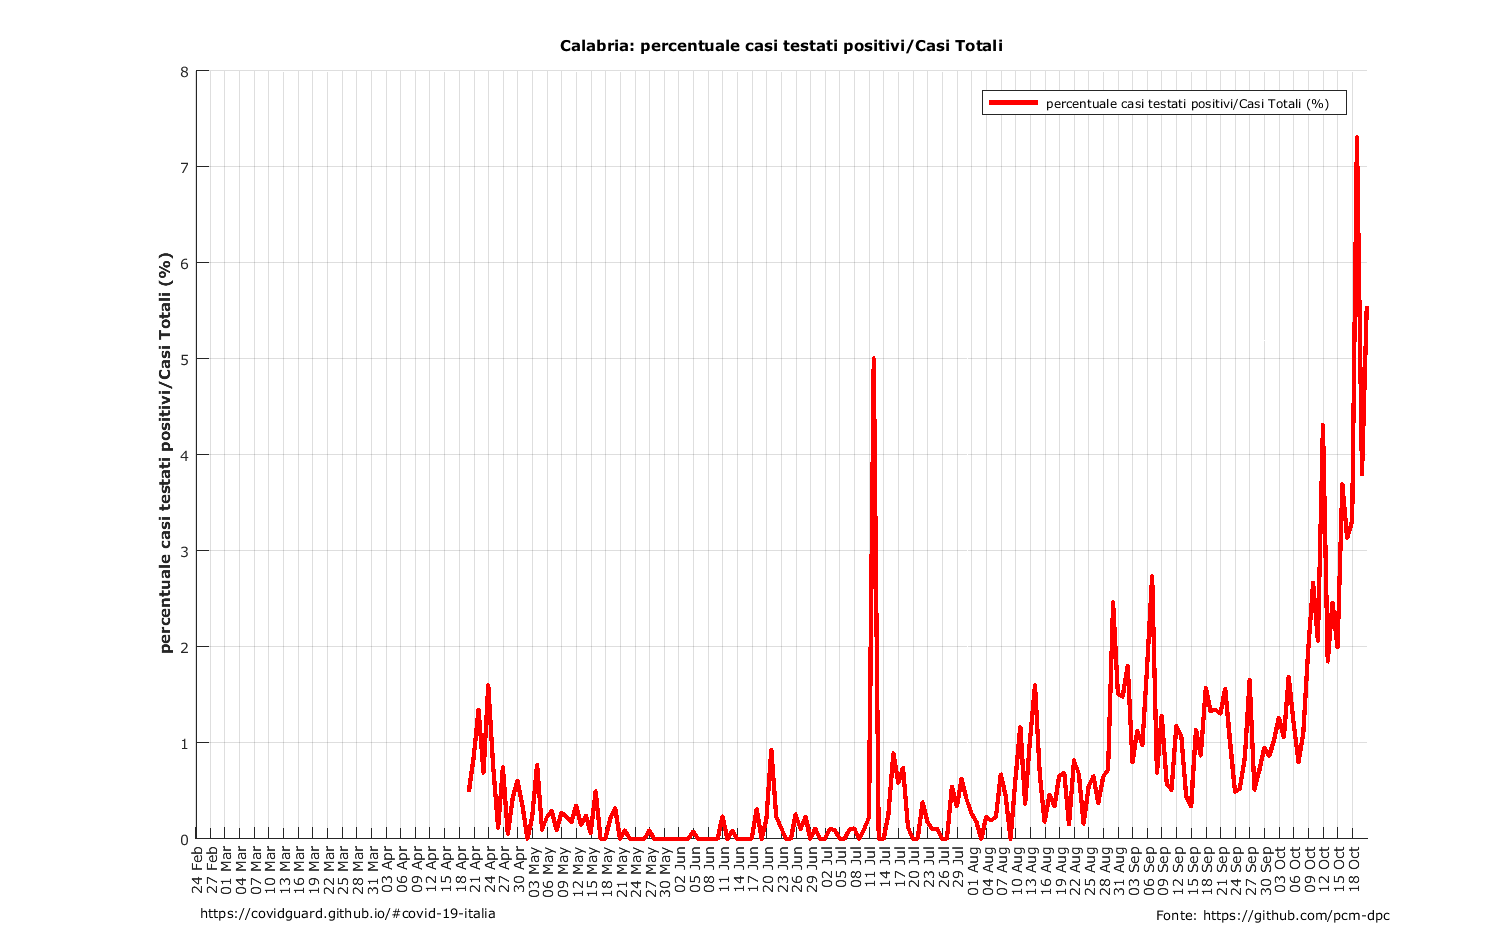 Calabria: percentuale casi testati positivi/Casi Totali
percentuale casi testati positivi/Casi Totali (%)
percentuale casi testati positivi/Casi Totali (%)
8
7
6
5
4
3
2
1
0
24 Feb
27 Feb
01 Mar
04 Mar
07 Mar
10 Mar
13 Mar
16 Mar
19 Mar
22 Mar
25 Mar
28 Mar
31 Mar
03 Apr
06 Apr
09 Apr
12 Apr
15 Apr
18 Apr
21 Apr
24 Apr
27 Apr
30 Apr
03 May
06 May
09 May
12 May
15 May
18 May
21 May
24 May
27 May
30 May
02 Jun
05 Jun
08 Jun
11 Jun
14 Jun
17 Jun
20 Jun
23 Jun
26 Jun
29 Jun
02 Jul
05 Jul
08 Jul
11 Jul
14 Jul
17 Jul
20 Jul
23 Jul
26 Jul
29 Jul
01 Aug
04 Aug
07 Aug
10 Aug
13 Aug
16 Aug
19 Aug
22 Aug
25 Aug
28 Aug
31 Aug
03 Sep
06 Sep
09 Sep
12 Sep
15 Sep
18 Sep
21 Sep
24 Sep
27 Sep
30 Sep
03 Oct
06 Oct
09 Oct
12 Oct
15 Oct
18 Oct
https://covidguard.github.io/#covid-19-italia
Fonte: https://github.com/pcm-dpc